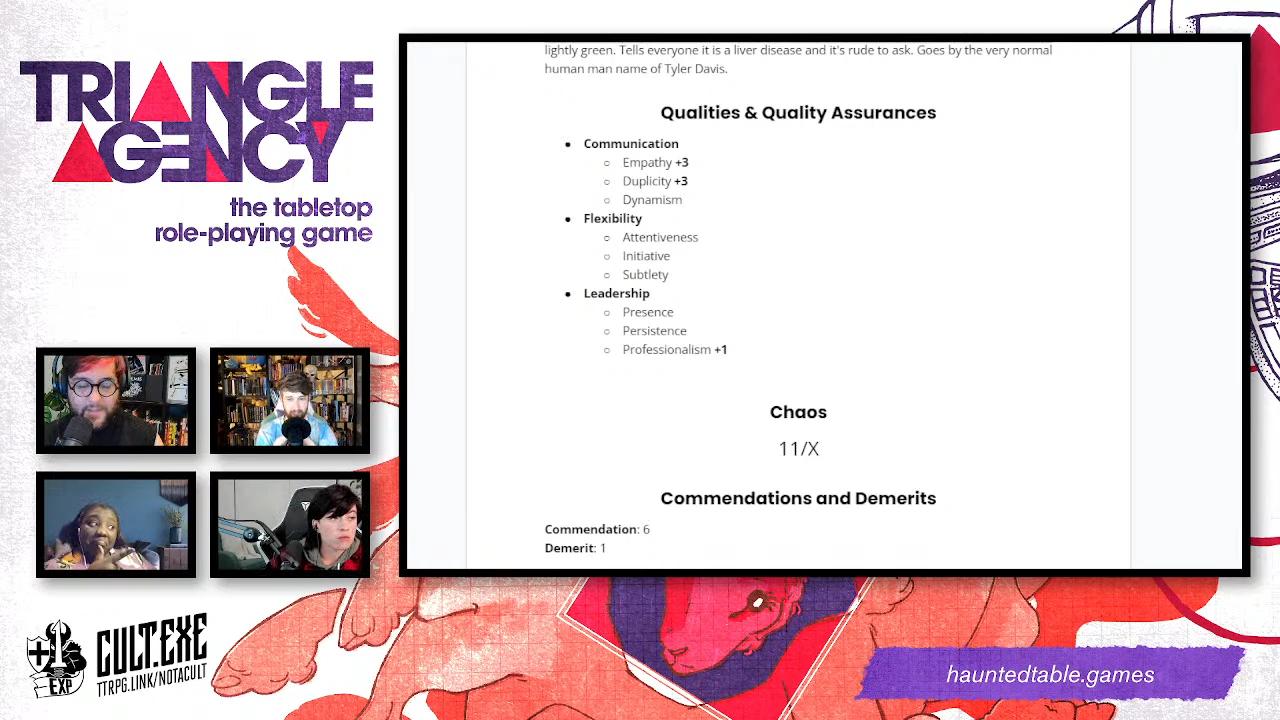 TRIANGLE
AGENCY
the tabletop
role-playing game
lightly green. Tells everyone it is a liver disease and it's rude to ask. Goes by the very normal
human man name of Tyler Davis.
Qualities & Quality Assurances
• Communication
○ Empathy +3
○ Duplicity +3
○ Dynamism
• Flexibility
○ Attentiveness
○ Initiative
○ Subtlety
• Leadership
○ Presence
○ Persistence
○ Professionalism +1
Chaos
11/X
Commendations and Demerits
Commendation: 6
Demerit: 1
+1
EXP
CULT.EXE
TTRPG.LINK/NOTACULT
hauntedtable.games